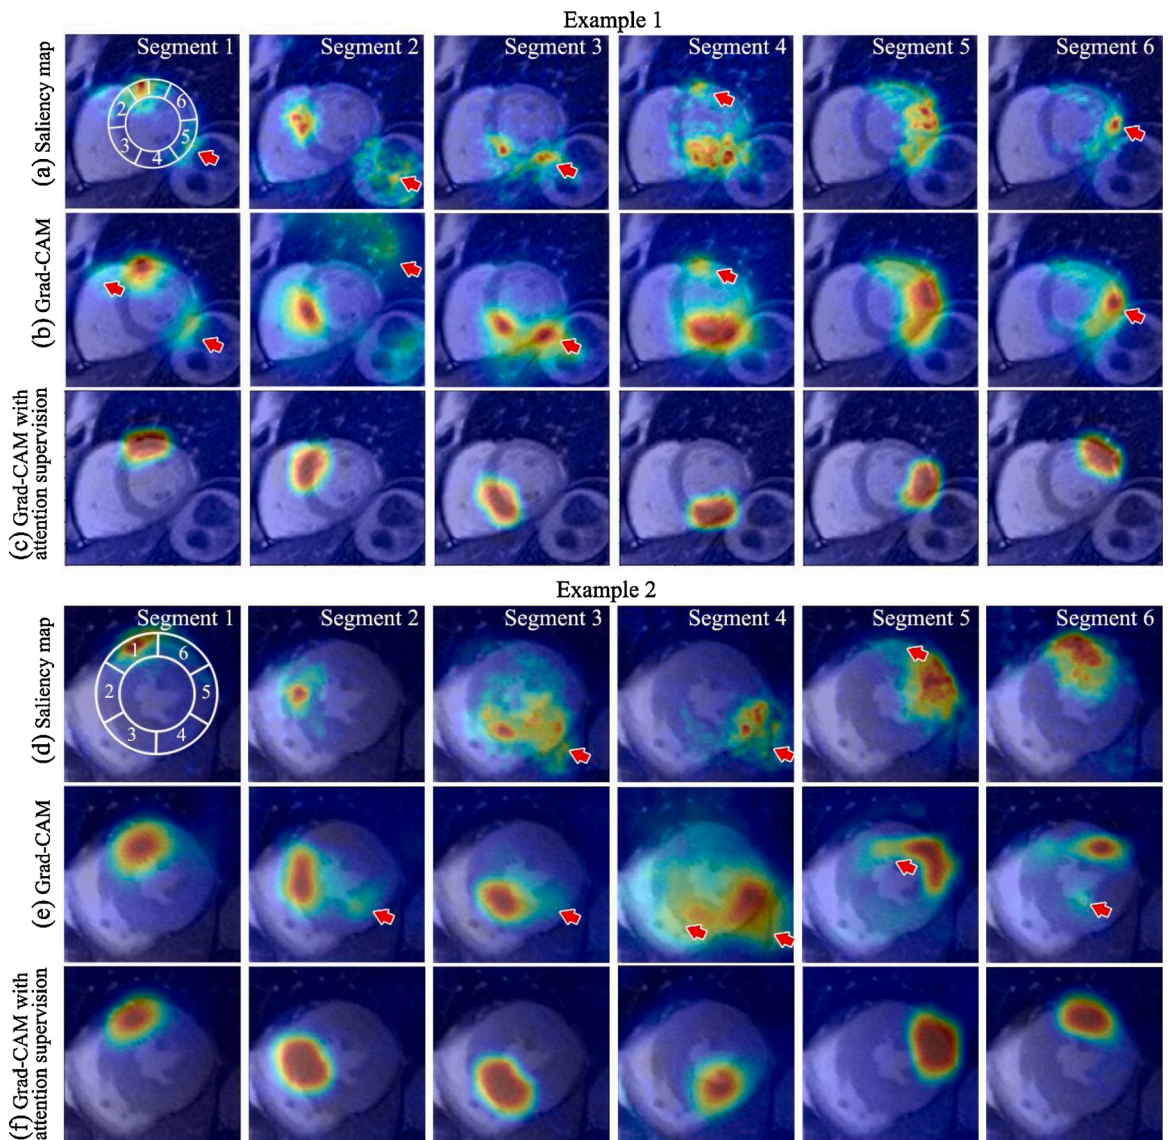 Example 1
Segment 1 Segment 2 Segment 3 Segment 4 Segment 5 Segment 6
(a) Saliency map
2 6
3 5
4
(b) Grad-CAM
(c) Grad-CAM with
attention supervision
Example 2
Segment 1 Segment 2 Segment 3 Segment 4 Segment 5 Segment 6
(d) Saliency map
1 6
2 5
3 4
(e) Grad-CAM
(f) Grad-CAM with
attention supervision